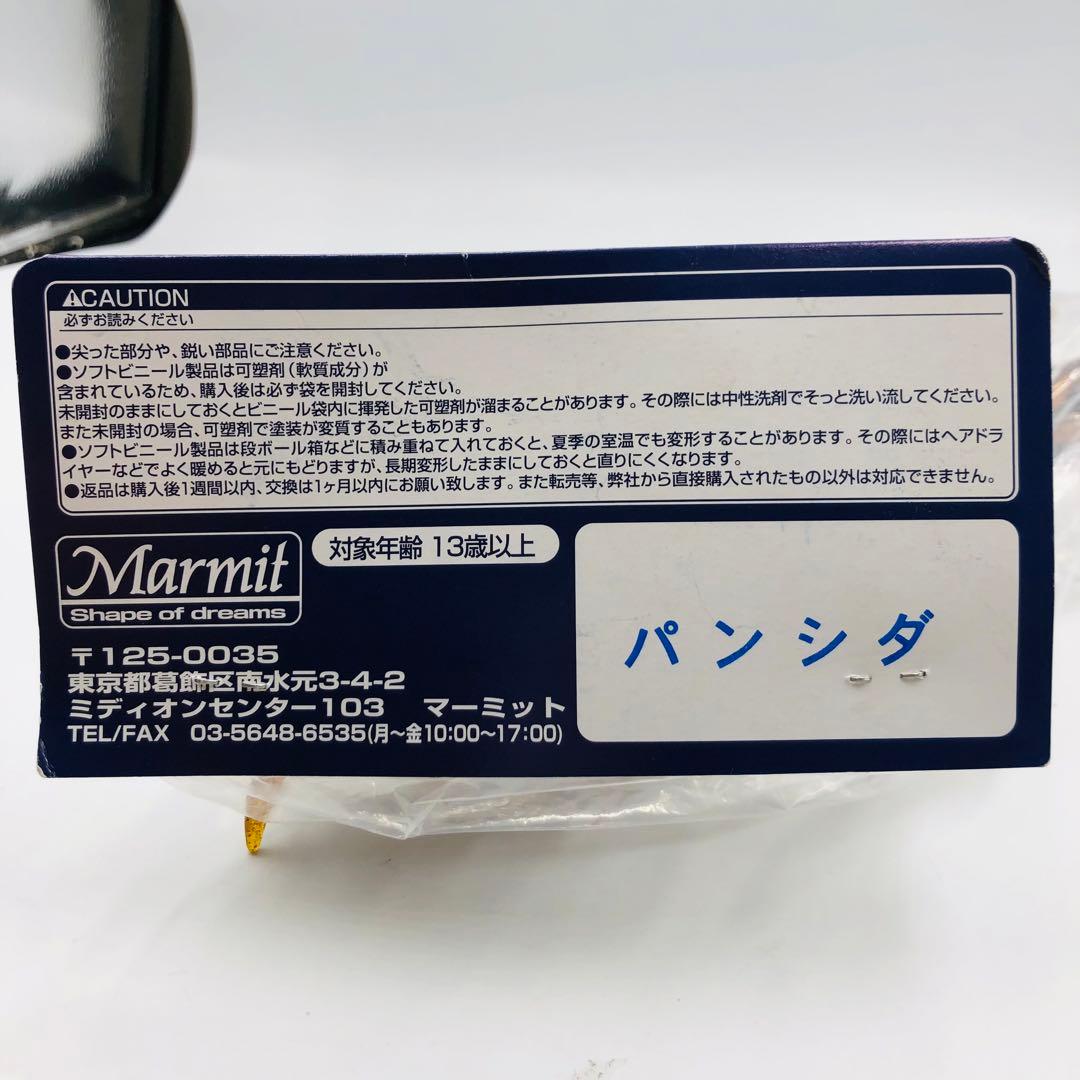 ⚠CAUTION
必ずお読みください
●尖った部分や、鋭い部品にご注意ください。
●ソフトビニール製品は可塑剤（軟質成分）が
含まれているため、購入後は必ず袋を開封してください。
未開封のままにしておくとビニール袋内に揮発した可塑剤が溜まることがあります。その際には中性洗剤でそっと洗い流してください。
また未開封の場合、可塑剤で塗装が変質することもあります。
●ソフトビニール製品は段ボール箱などに積み重ねて入れておくと、夏季の室温でも変形することがあります。その際にはヘアドラ
イヤーなどでよく暖めると元にもどりますが、長期変形したままにしておくと直りにくくなります。
●返品は購入後1週間以内、交換は1ヶ月以内にお願い致します。また転売等、弊社から直接購入されたもの以外は対応できません。
Marmit
Shape of dreams
対象年齢 13歳以上
〒125-0035
東京都葛飾区南水元3-4-2
ミディオンセンター103 マーミット
TEL/FAX 03-5648-6535(月～金10:00～17:00)
パンシダ